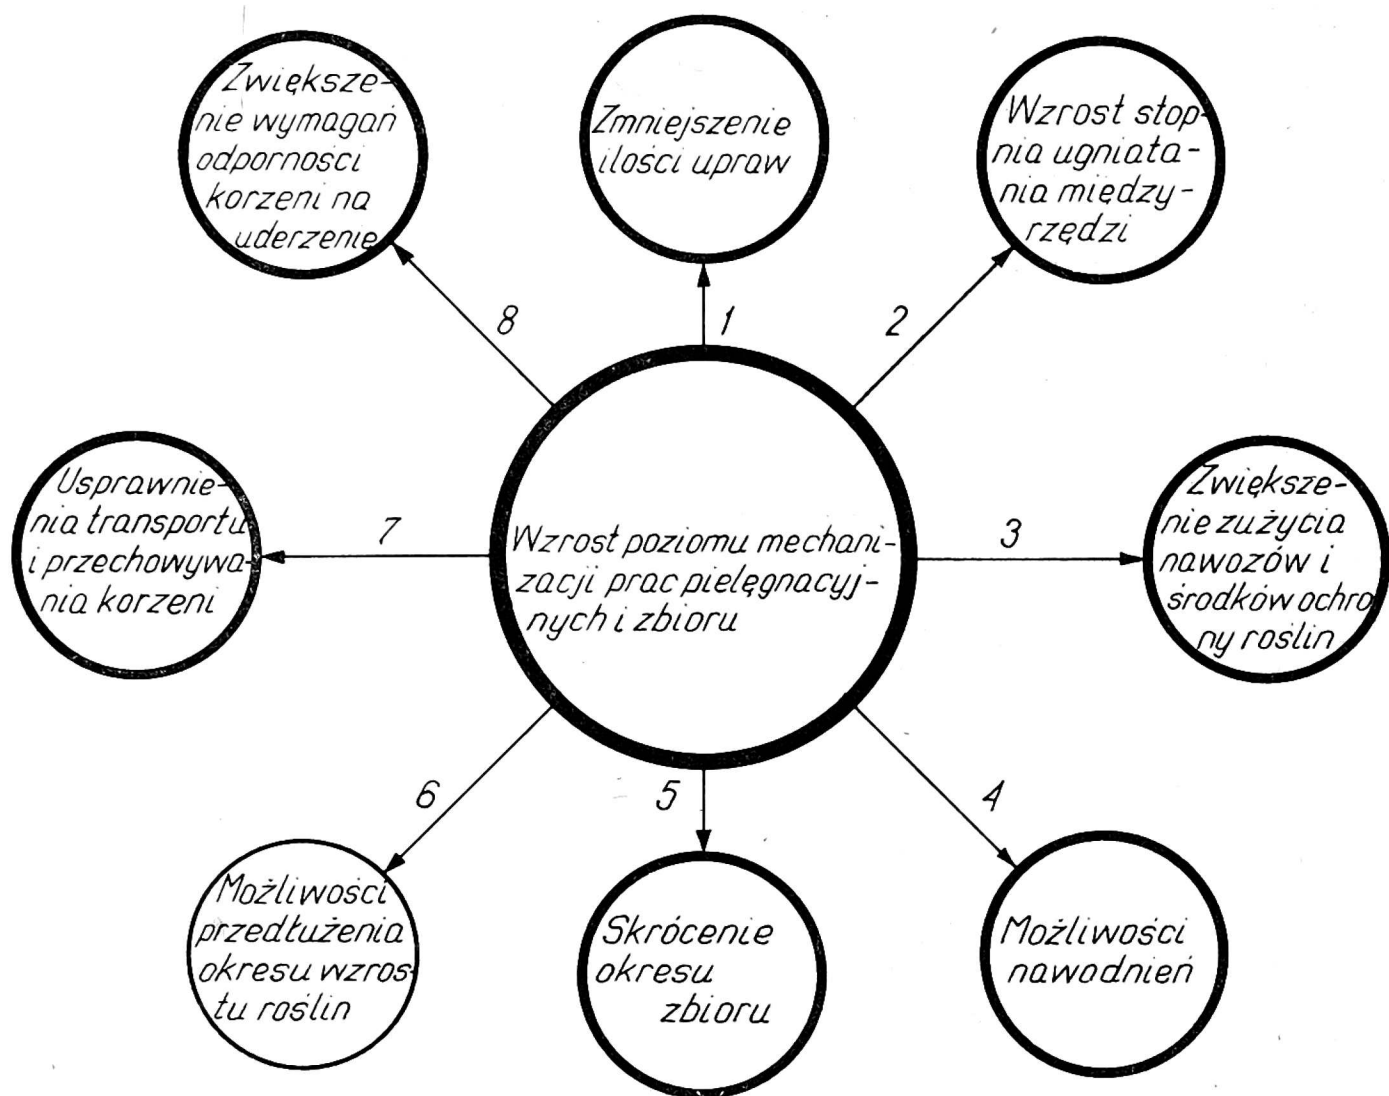 Zwiększe-
nie wymagań
odporności
korzeni na
uderzenie
Zmniejszenie
ilości upraw
Wzrost stop-
nia ugniata-
nia między-
rzędzi
8
1
2
Usprawnie-
nia transportu
i przechowywa-
nia korzeni
7
Wzrost poziomu mechani-
zacji prac pielęgnacyj-
nych i zbioru
3
Zwiększe-
nie zużycia
nawozów i
środków ochro
ny roślin
6
5
4
Możliwości
przedłużenia
okresu wzros-
tu roślin
Skrócenie
okresu
zbioru
Możliwości
nawodnień